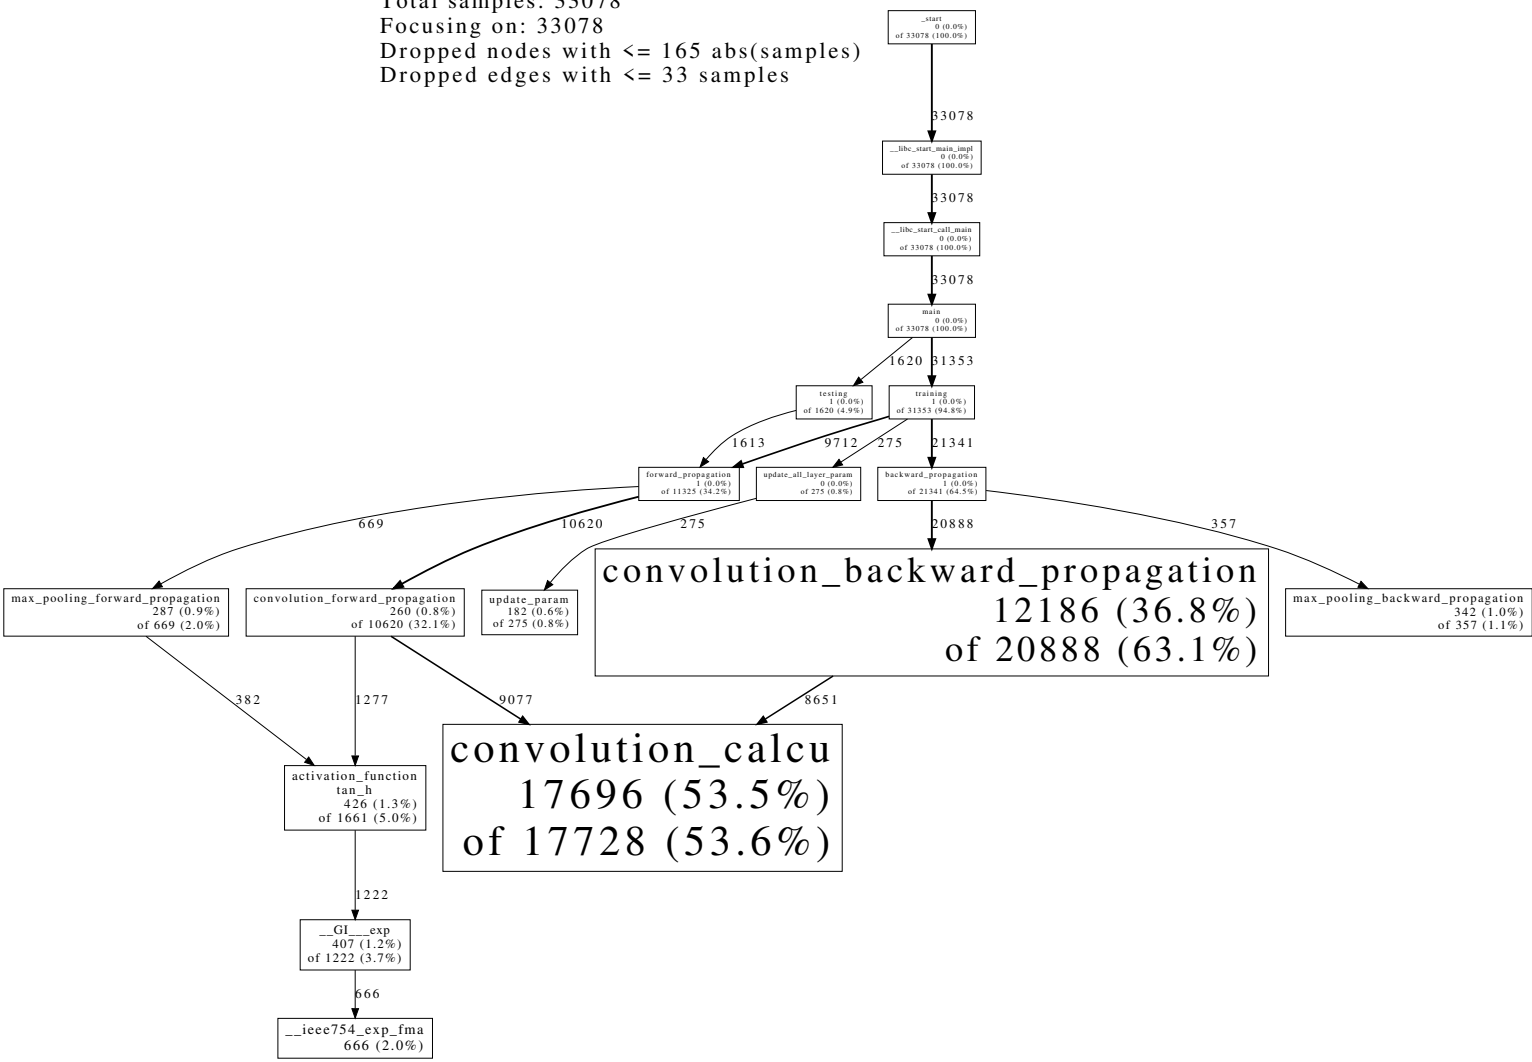 Total samples: 33078
Focusing on: 33078
Dropped nodes with <= 165 abs(samples)
Dropped edges with <= 33 samples
_start
0 (0.0%)
of 33078 (100.0%)
33078
__libc_start_main_impl
0 (0.0%)
of 33078 (100.0%)
33078
__libc_start_call_main
0 (0.0%)
of 33078 (100.0%)
33078
main
0 (0.0%)
of 33078 (100.0%)
1620
31353
testing
1 (0.0%)
of 1620 (4.9%)
training
1 (0.0%)
of 31353 (94.8%)
1613
9712
275
21341
forward_propagation
1 (0.0%)
of 11325 (34.2%)
update_all_layer_param
0 (0.0%)
of 275 (0.8%)
backward_propagation
1 (0.0%)
of 21341 (64.5%)
669
10620
275
20888
357
max_pooling_forward_propagation
287 (0.9%)
of 669 (2.0%)
convolution_forward_propagation
260 (0.8%)
of 10620 (32.1%)
update_param
182 (0.6%)
of 275 (0.8%)
convolution_backward_propagation
12186 (36.8%)
of 20888 (63.1%)
max_pooling_backward_propagation
342 (1.0%)
of 357 (1.1%)
382
1277
9077
8651
activation_function
tan_h
426 (1.3%)
of 1661 (5.0%)
convolution_calcu
17696 (53.5%)
of 17728 (53.6%)
1222
__GI___exp
407 (1.2%)
of 1222 (3.7%)
666
__ieee754_exp_fma
666 (2.0%)